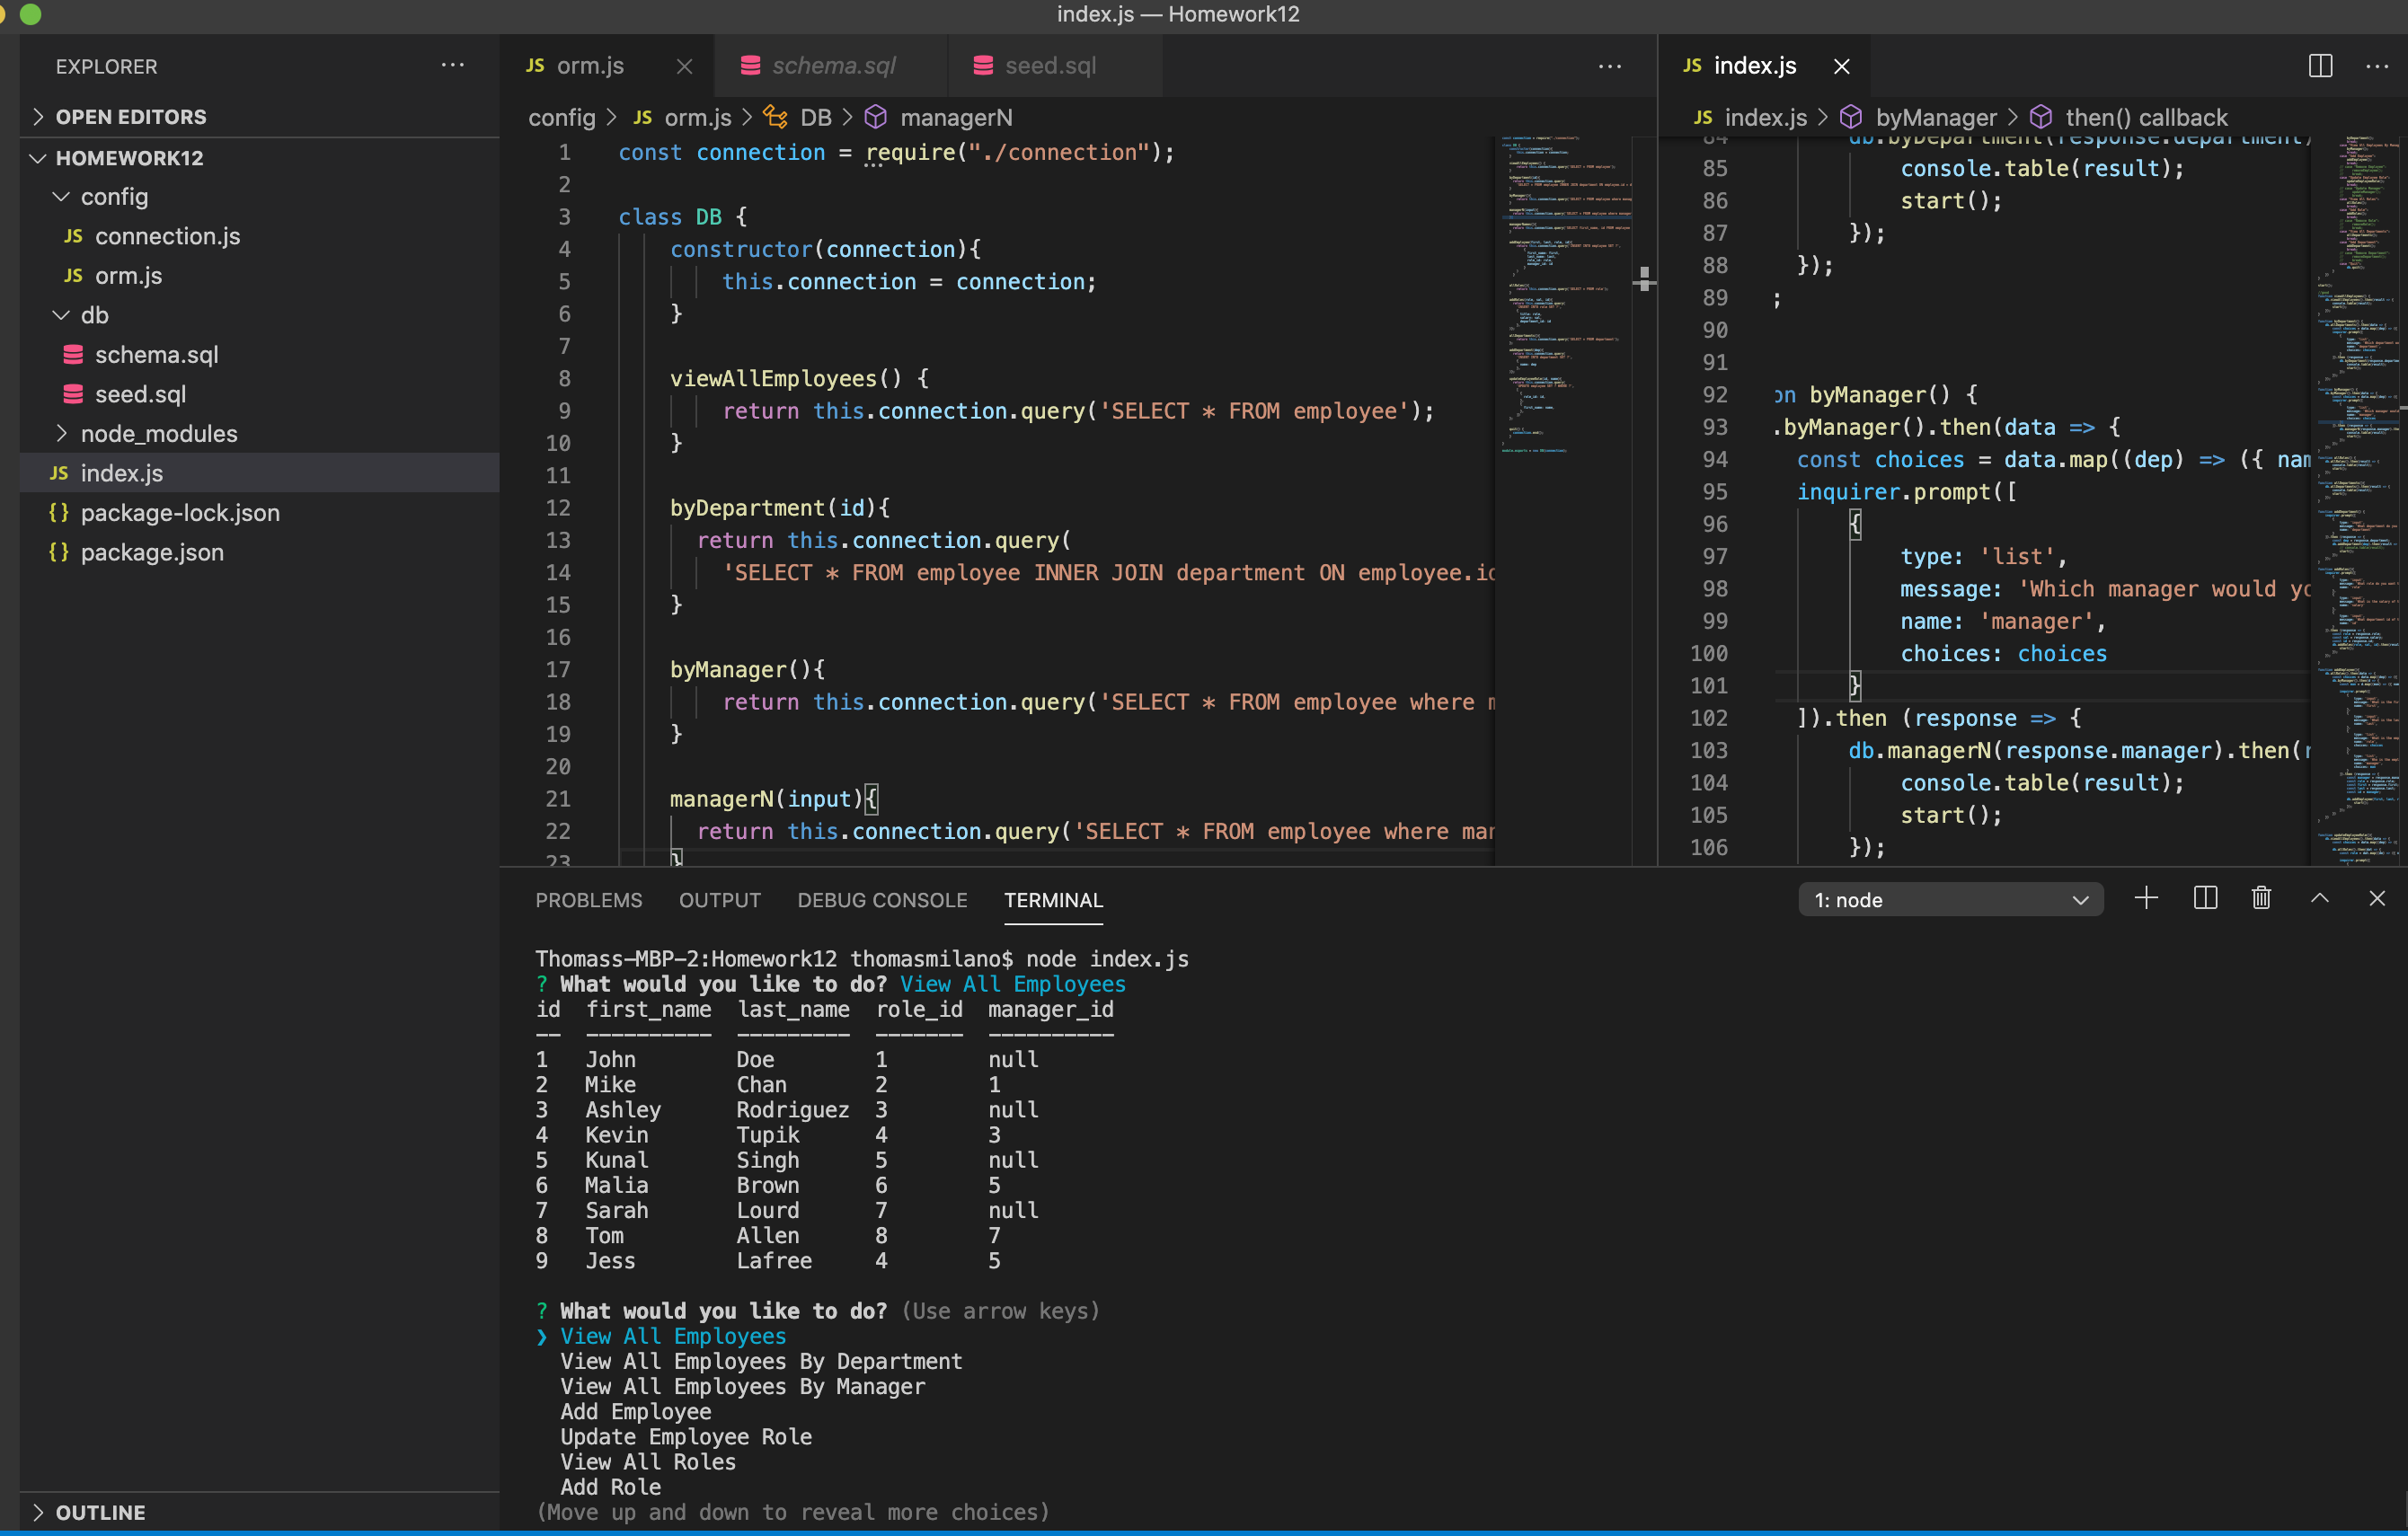 index.js — Homework12
EXPLORER
OPEN EDITORS
HOMEWORK12
config
JS connection.js
JS orm.js
db
schema.sql
seed.sql
node_modules
JS index.js
{} package-lock.json
{} package.json
OUTLINE
JS orm.js
schema.sql
seed.sql
config > JS orm.js > DB > managerN
1 const connection = require("./connection");
2
3 class DB {
4 constructor(connection){
5 this.connection = connection;
6 }
7
8 viewAllEmployees() {
9 return this.connection.query('SELECT * FROM employee');
10 }
11
12 byDepartment(id){
13 return this.connection.query(
14 'SELECT * FROM employee INNER JOIN department ON employee.id
15 }
16
17 byManager(){
18 return this.connection.query('SELECT * FROM employee where m
19 }
20
21 managerN(input){
22 return this.connection.query('SELECT * FROM employee where man
23 }
JS index.js
JS index.js > byManager > then() callback
84 db.byDepartment(response.department)
85 console.table(result);
86 start();
87 });
88 });
89 ;
90
91
92 on byManager() {
93 .byManager().then(data => {
94 const choices = data.map((dep) => ({ nam
95 inquirer.prompt([
96 {
97 type: 'list',
98 message: 'Which manager would yo
99 name: 'manager',
100 choices: choices
101 }
102 ]).then (response => {
103 db.managerN(response.manager).then(r
104 console.table(result);
105 start();
106 });
PROBLEMS OUTPUT DEBUG CONSOLE TERMINAL
1: node
Thomass-MBP-2:Homework12 thomasmilano$ node index.js
? What would you like to do? View All Employees
id first_name last_name role_id manager_id
-- ---------- --------- ------- ----------
1 John Doe 1 null
2 Mike Chan 2 1
3 Ashley Rodriguez 3 null
4 Kevin Tupik 4 3
5 Kunal Singh 5 null
6 Malia Brown 6 5
7 Sarah Lourd 7 null
8 Tom Allen 8 7
9 Jess Lafree 4 5
? What would you like to do? (Use arrow keys)
❯ View All Employees
View All Employees By Department
View All Employees By Manager
Add Employee
Update Employee Role
View All Roles
Add Role
(Move up and down to reveal more choices)